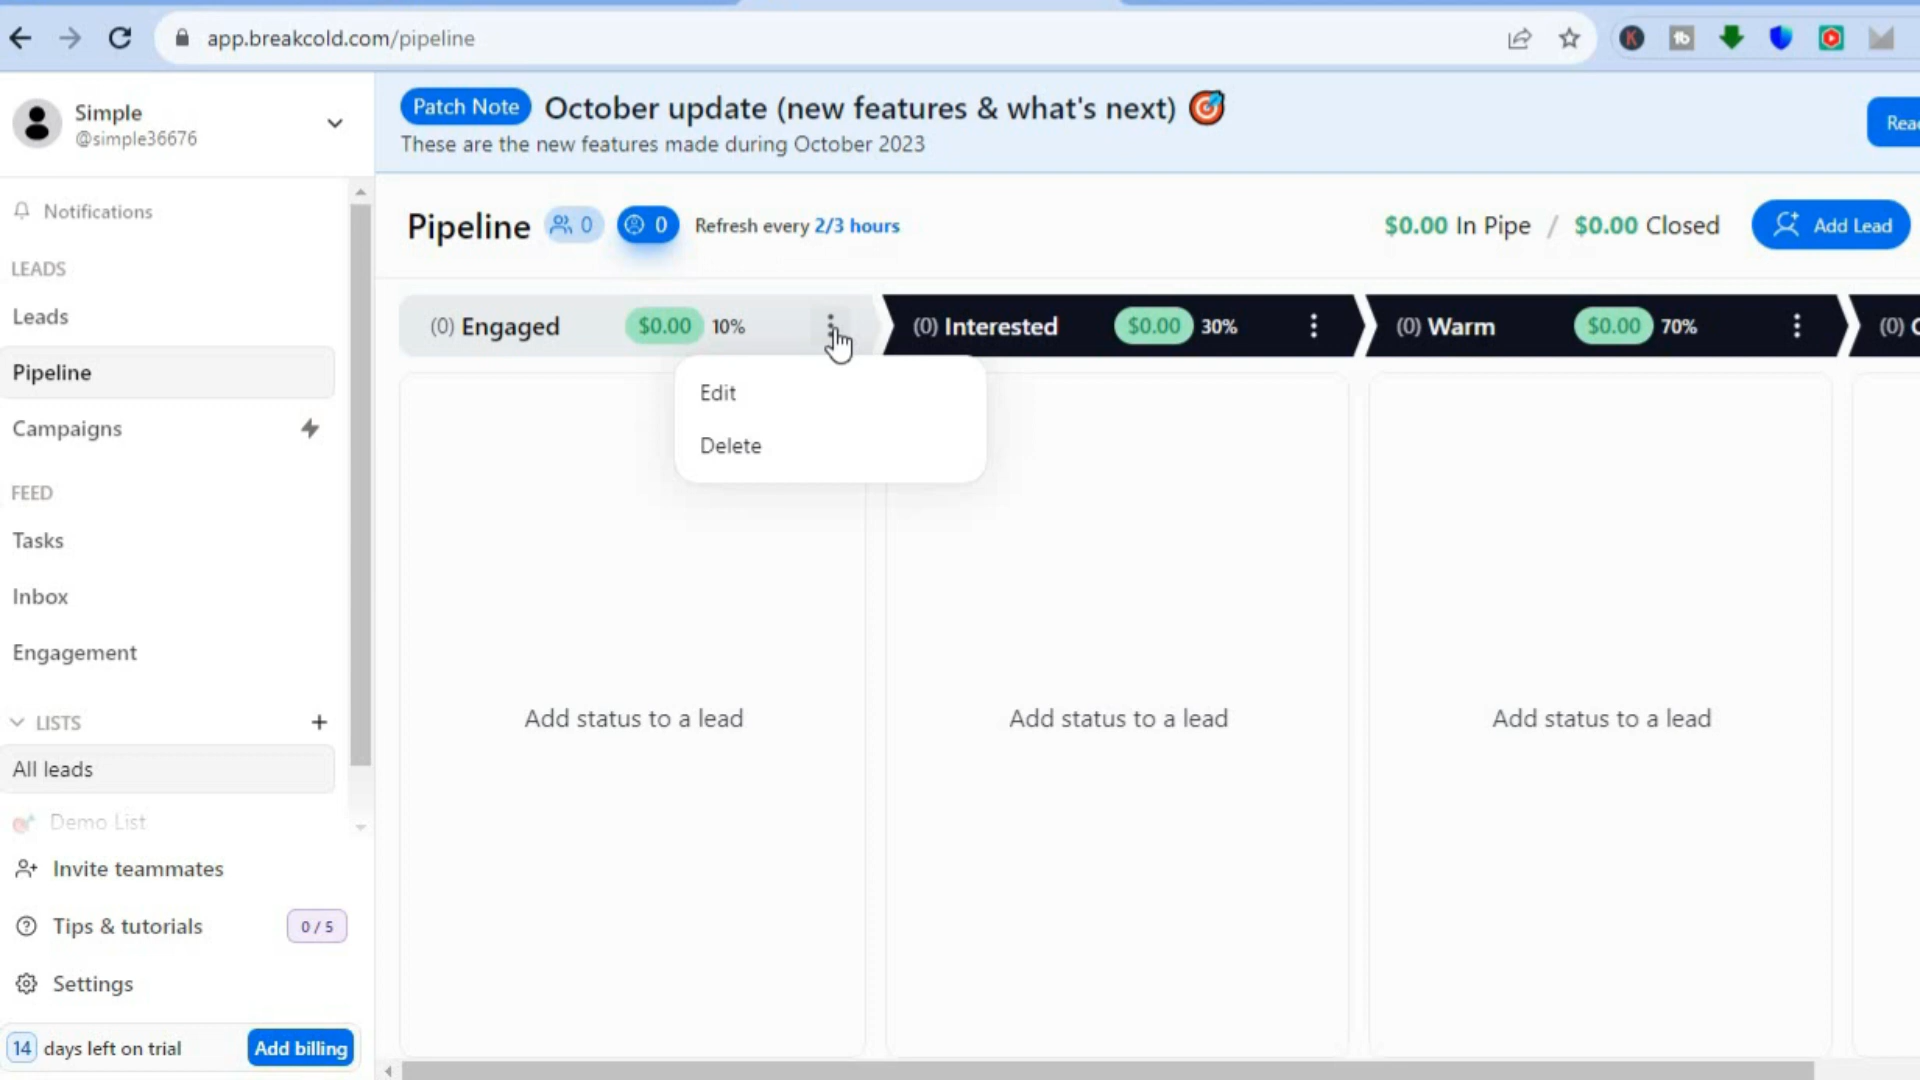 app.breakcold.com/pipeline
Simple
@simple36676
Patch Note October update (new features & what's next)
These are the new features made during October 2023
Notifications
LEADS
Leads
Pipeline
Campaigns
FEED
Tasks
Inbox
Engagement
LISTS
All leads
Demo List
Invite teammates
Tips & tutorials 0 / 5
Settings
14 days left on trial Add billing
Pipeline 0 0 Refresh every 2/3 hours
$0.00 In Pipe / $0.00 Closed Add Lead
(0) Engaged $0.00 10%
(0) Interested $0.00 30%
(0) Warm $0.00 70%
(0)
Edit
Delete
Add status to a lead
Add status to a lead
Add status to a lead